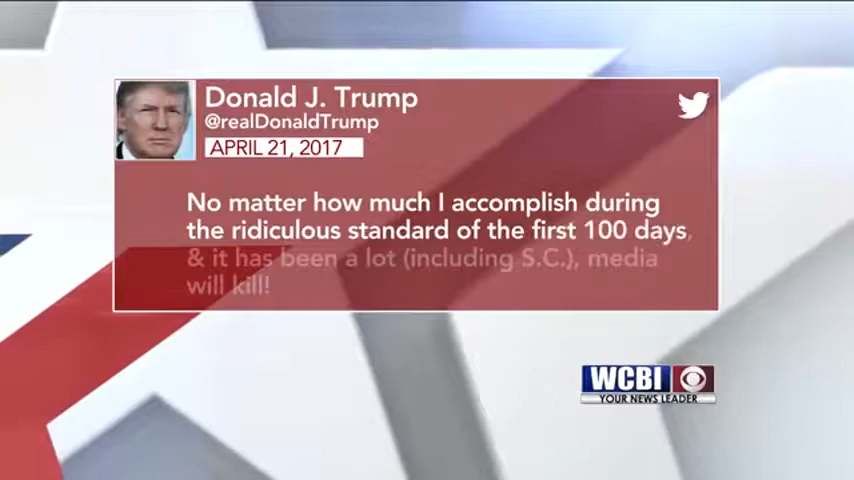 Donald J. Trump
@realDonaldTrump
APRIL 21, 2017
No matter how much I accomplish during
the ridiculous standard of the first 100 days,
& it has been a lot (including S.C.), media
will kill!
WCBI
YOUR NEWS LEADER